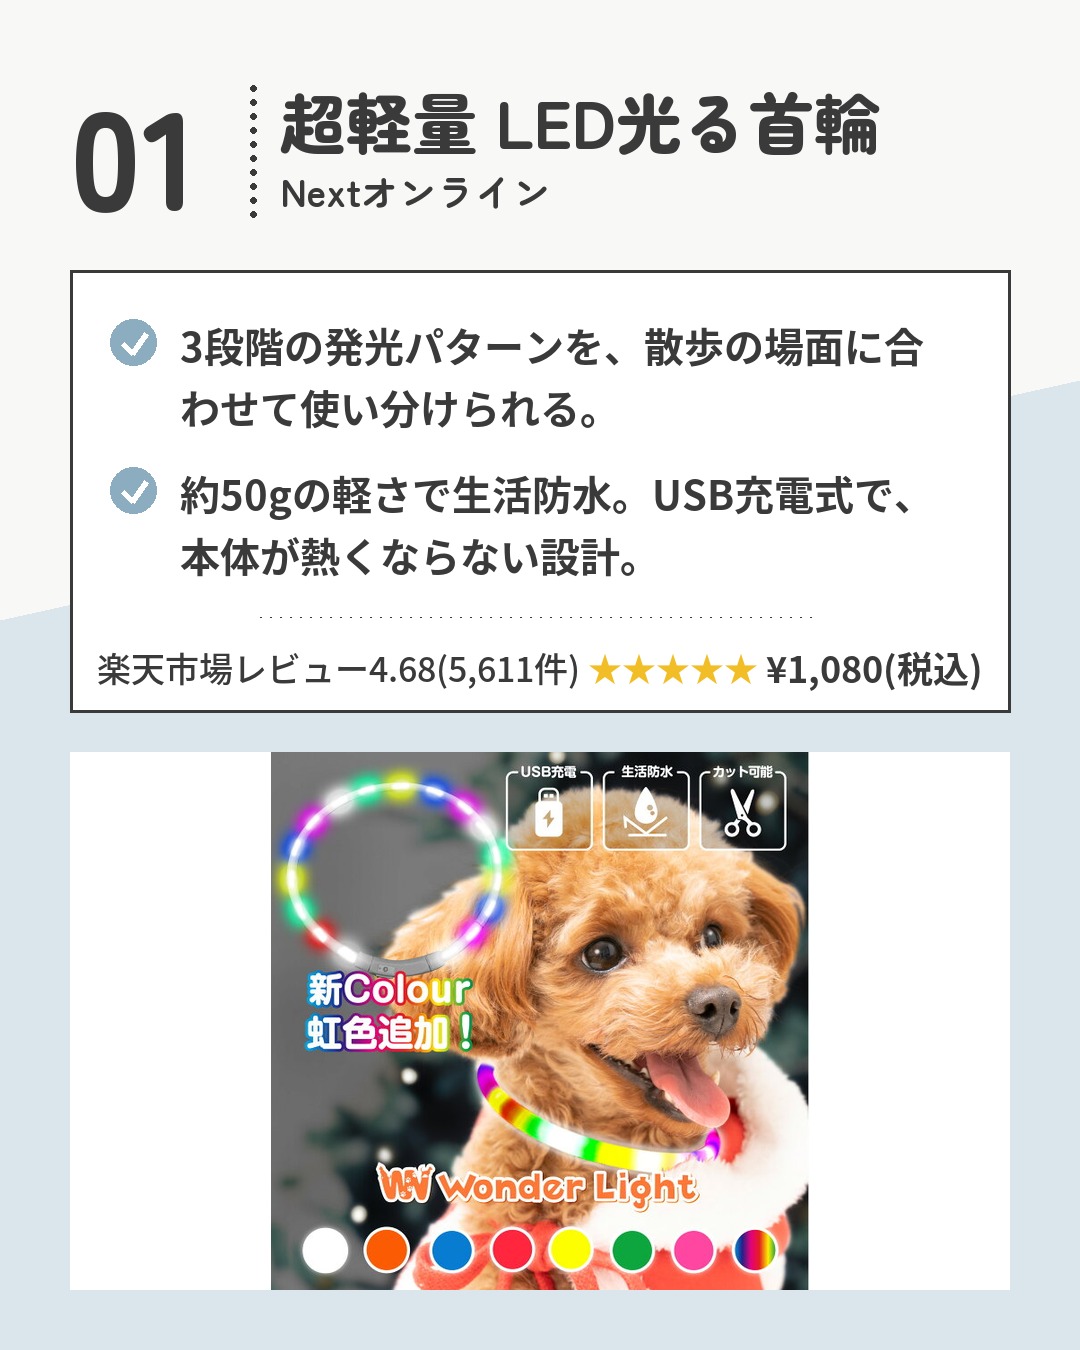 01
超軽量 LED光る首輪
Nextオンライン
3段階の発光パターンを、散歩の場面に合
わせて使い分けられる。
約50gの軽さで生活防水。USB充電式で、
本体が熱くならない設計。
楽天市場レビュー4.68(5,611件) ★★★★★ ¥1,080(税込)
USB充電 生活防水 カット可能
新Colour
虹色追加！
W Wonder Light